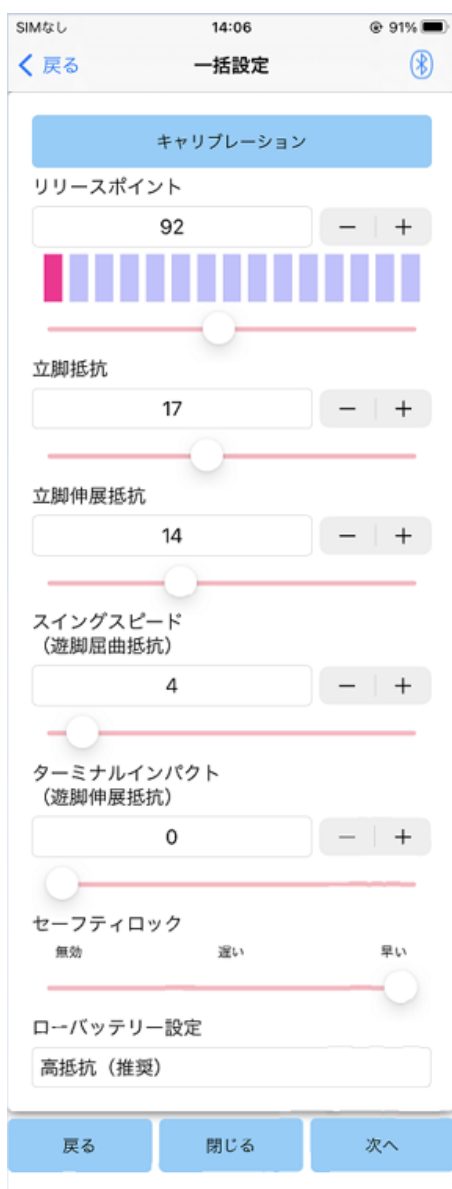 SIMなし 14:06 91%
戻る 一括設定
キャリブレーション
リリースポイント
92 − +
立脚抵抗
17 − +
立脚伸展抵抗
14 − +
スイングスピード
（遊脚屈曲抵抗）
4 − +
ターミナルインパクト
（遊脚伸展抵抗）
0 − +
セーフティロック
無効 遅い 早い
ローバッテリー設定
高抵抗（推奨）
戻る 閉じる 次へ